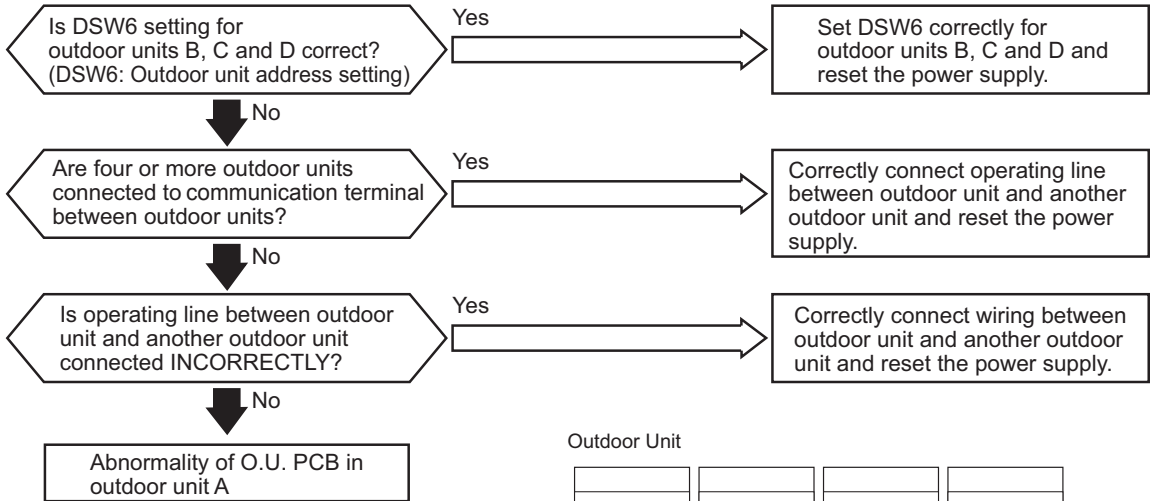 Is DSW6 setting for
outdoor units B, C and D correct?
(DSW6: Outdoor unit address setting)
Yes
Set DSW6 correctly for
outdoor units B, C and D and
reset the power supply.
No
Are four or more outdoor units
connected to communication terminal
between outdoor units?
Yes
Correctly connect operating line
between outdoor unit and another
outdoor unit and reset the power
supply.
No
Is operating line between outdoor
unit and another outdoor unit
connected INCORRECTLY?
Yes
Correctly connect wiring between
outdoor unit and another outdoor
unit and reset the power supply.
No
Abnormality of O.U. PCB in
outdoor unit A
Outdoor Unit